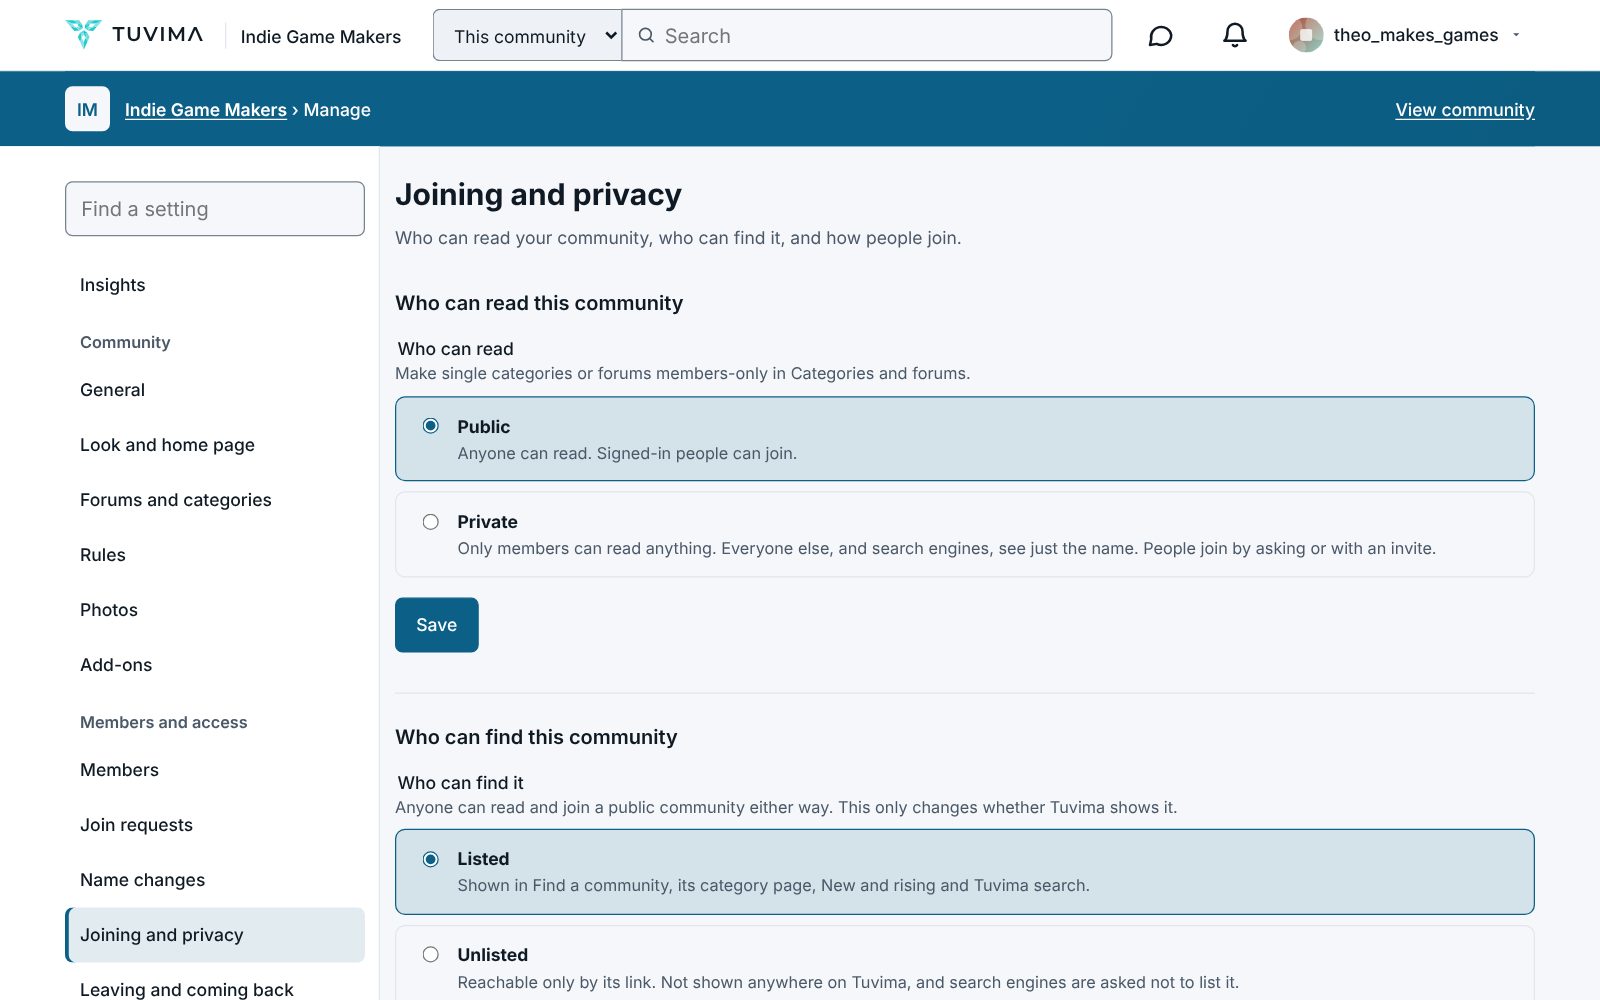 TUVIMA
Indie Game Makers
This community
Search
theo_makes_games
IM
Indie Game Makers › Manage
View community
Find a setting
Insights
Community
General
Look and home page
Forums and categories
Rules
Photos
Add-ons
Members and access
Members
Join requests
Name changes
Joining and privacy
Leaving and coming back
Joining and privacy
Who can read your community, who can find it, and how people join.
Who can read this community
Who can read
Make single categories or forums members-only in Categories and forums.
Public
Anyone can read. Signed-in people can join.
Private
Only members can read anything. Everyone else, and search engines, see just the name. People join by asking or with an invite.
Save
Who can find this community
Who can find it
Anyone can read and join a public community either way. This only changes whether Tuvima shows it.
Listed
Shown in Find a community, its category page, New and rising and Tuvima search.
Unlisted
Reachable only by its link. Not shown anywhere on Tuvima, and search engines are asked not to list it.